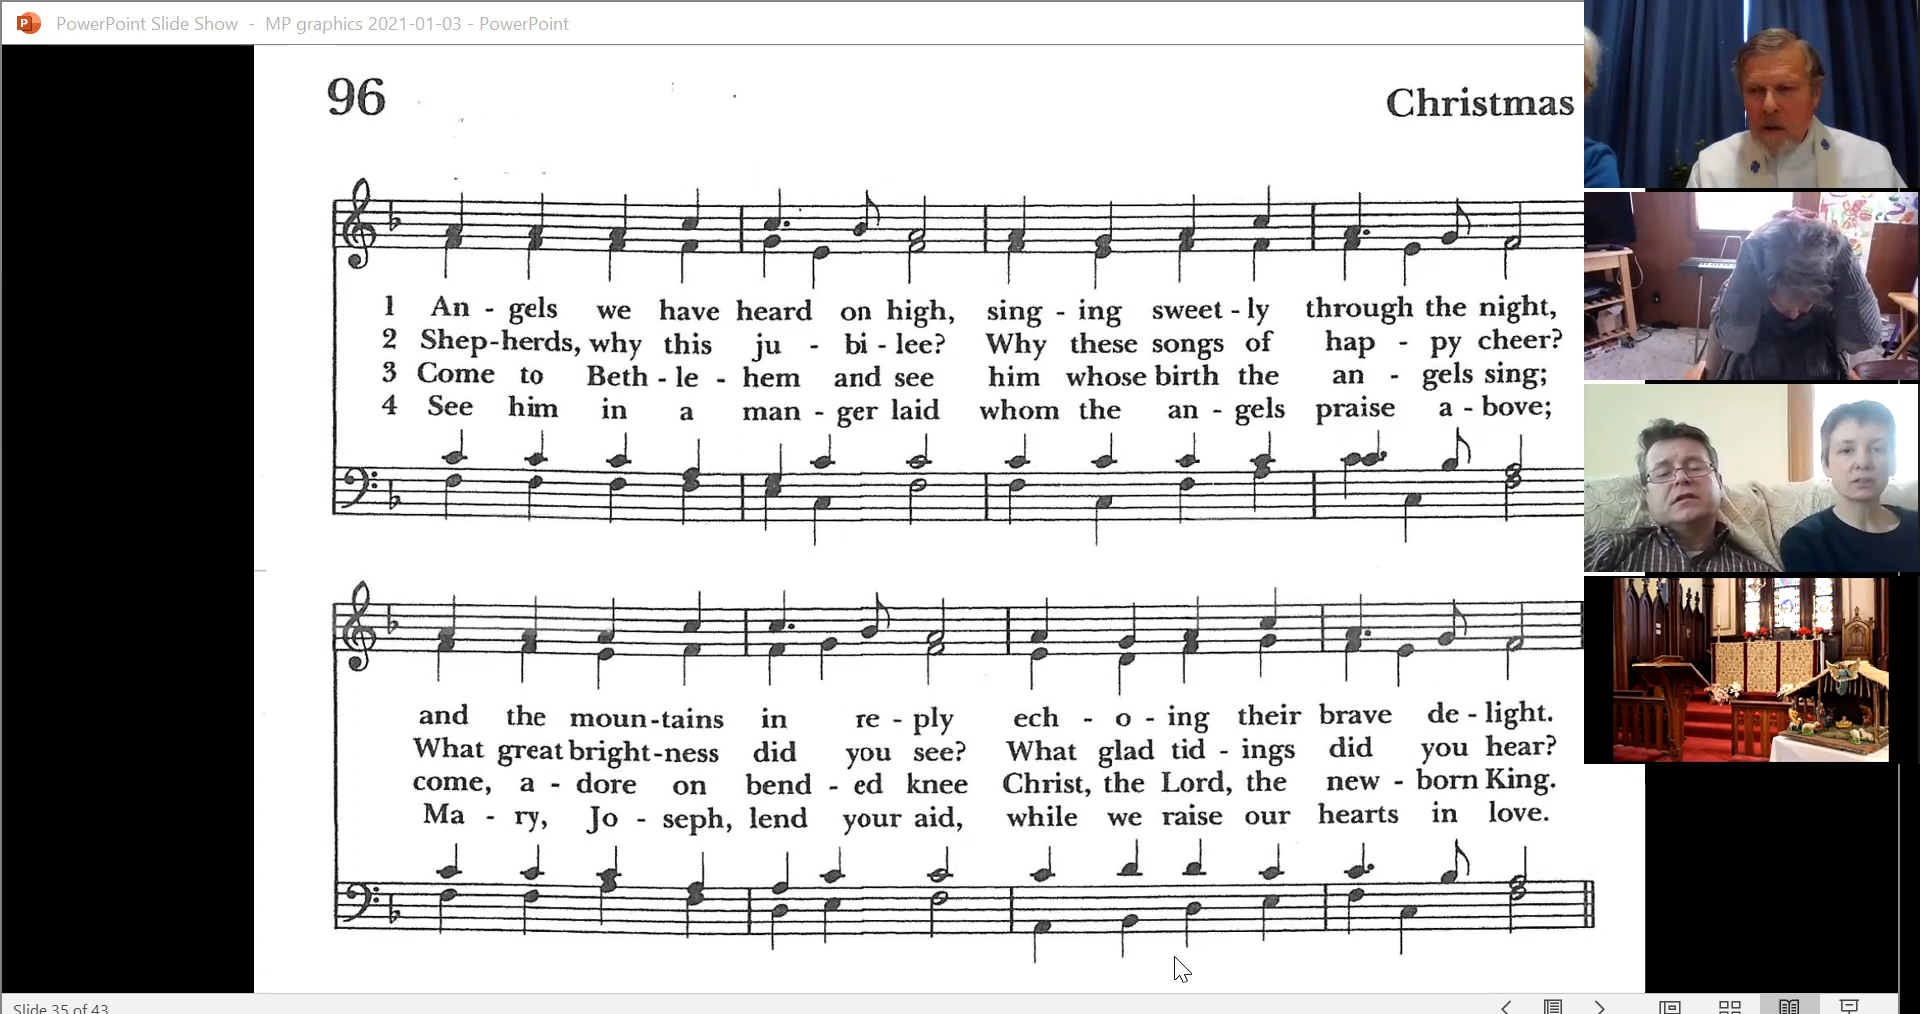 PowerPoint Slide Show - MP graphics 2021-01-03 - PowerPoint
96
Christmas
1 An - gels we have heard on high, sing - ing sweet - ly through the night,
2 Shep-herds, why this ju - bi - lee? Why these songs of hap - py cheer?
3 Come to Beth - le - hem and see him whose birth the an - gels sing;
4 See him in a man - ger laid whom the an - gels praise a - bove;
and the moun-tains in re - ply ech - o - ing their brave de - light.
What great bright-ness did you see? What glad tid - ings did you hear?
come, a - dore on bend - ed knee Christ, the Lord, the new - born King.
Ma - ry, Jo - seph, lend your aid, while we raise our hearts in love.
Slide 35 of 43